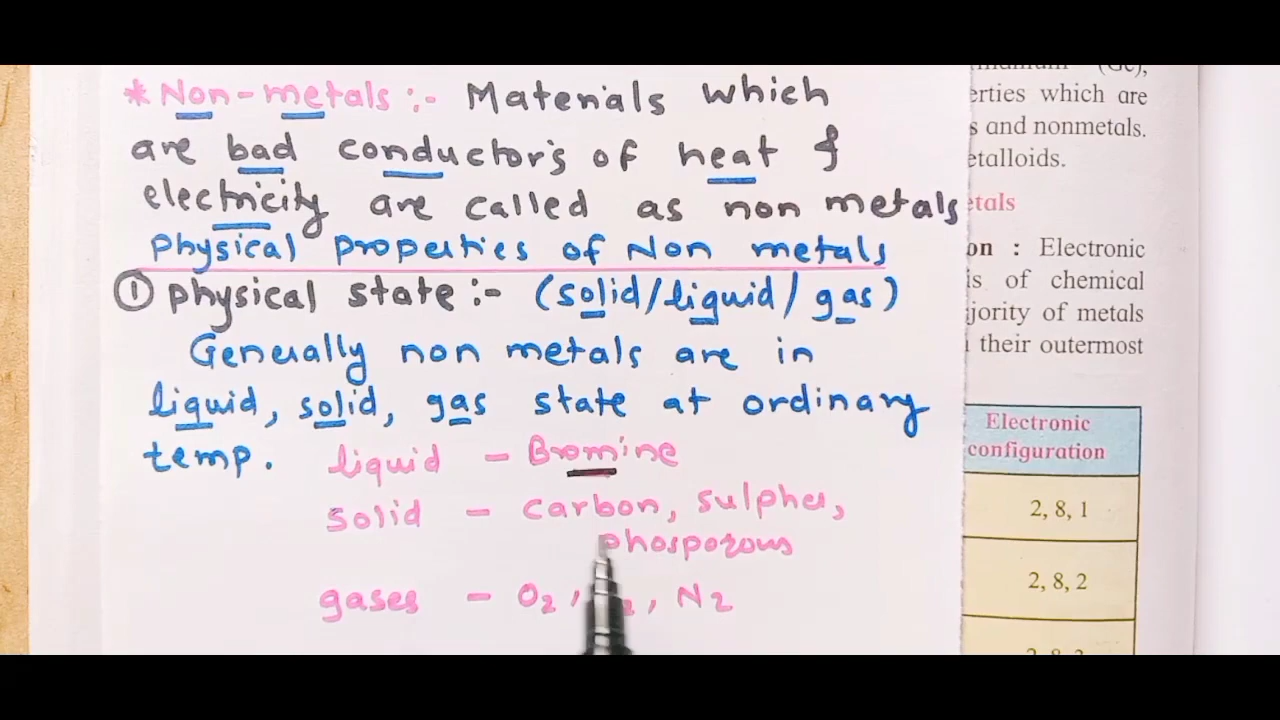 * Non-metals :- Materials which
are bad conductors of heat &
electricity are called as non metals
Physical properties of Non metals
① physical state :- (solid/liquid/gas)
Generally non metals are in
liquid, solid, gas state at ordinary
temp.
liquid - Bromine
solid - carbon, sulpher,
phosporous
gases - O2, , N2
(Ge),
erties which are
s and nonmetals.
etalloids.
etals
on : Electronic
is of chemical
jority of metals
their outermost
Electronic
configuration
2, 8, 1
2, 8, 2